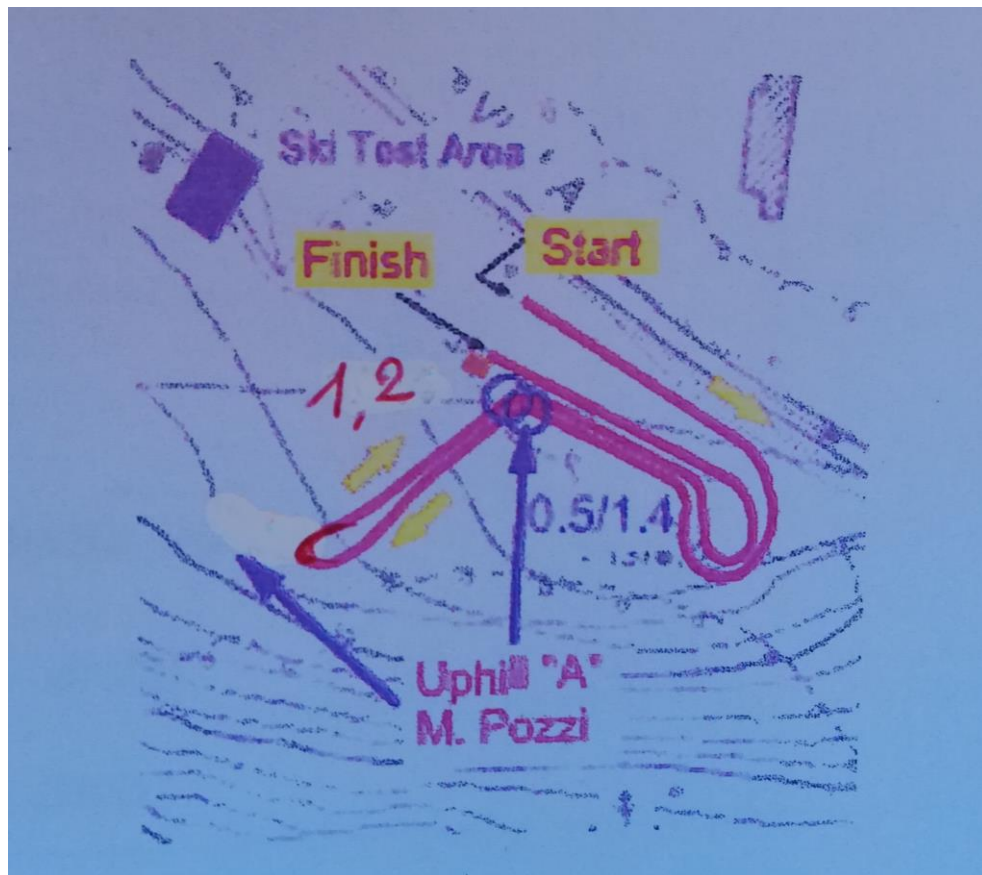 Ski Test Area
Finish
Start
1,2
0.5/1.4
Uphill "A"
M. Pozzi